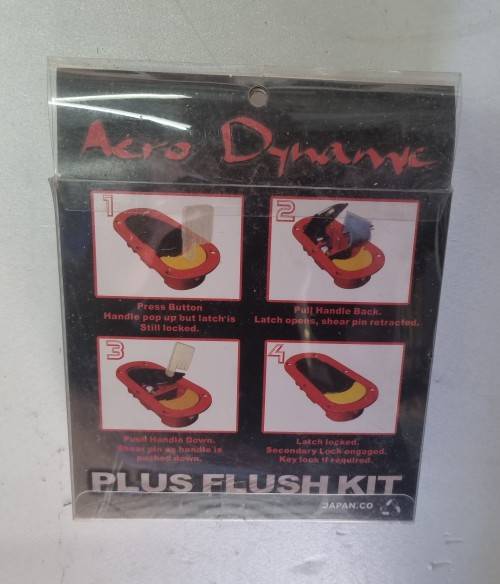 Aero Dynamic
1
2
Press Button
Handle pop up but latch'is
Still locked.
Pull Handle Back.
Latch opens, shear pin retracted.
3
4
Push Handle Down.
Shear pin as handle is
pushed down.
Latch locked.
Secondary Lock engaged.
Key lock if required.
PLUS FLUSH KIT
JAPAN.CO